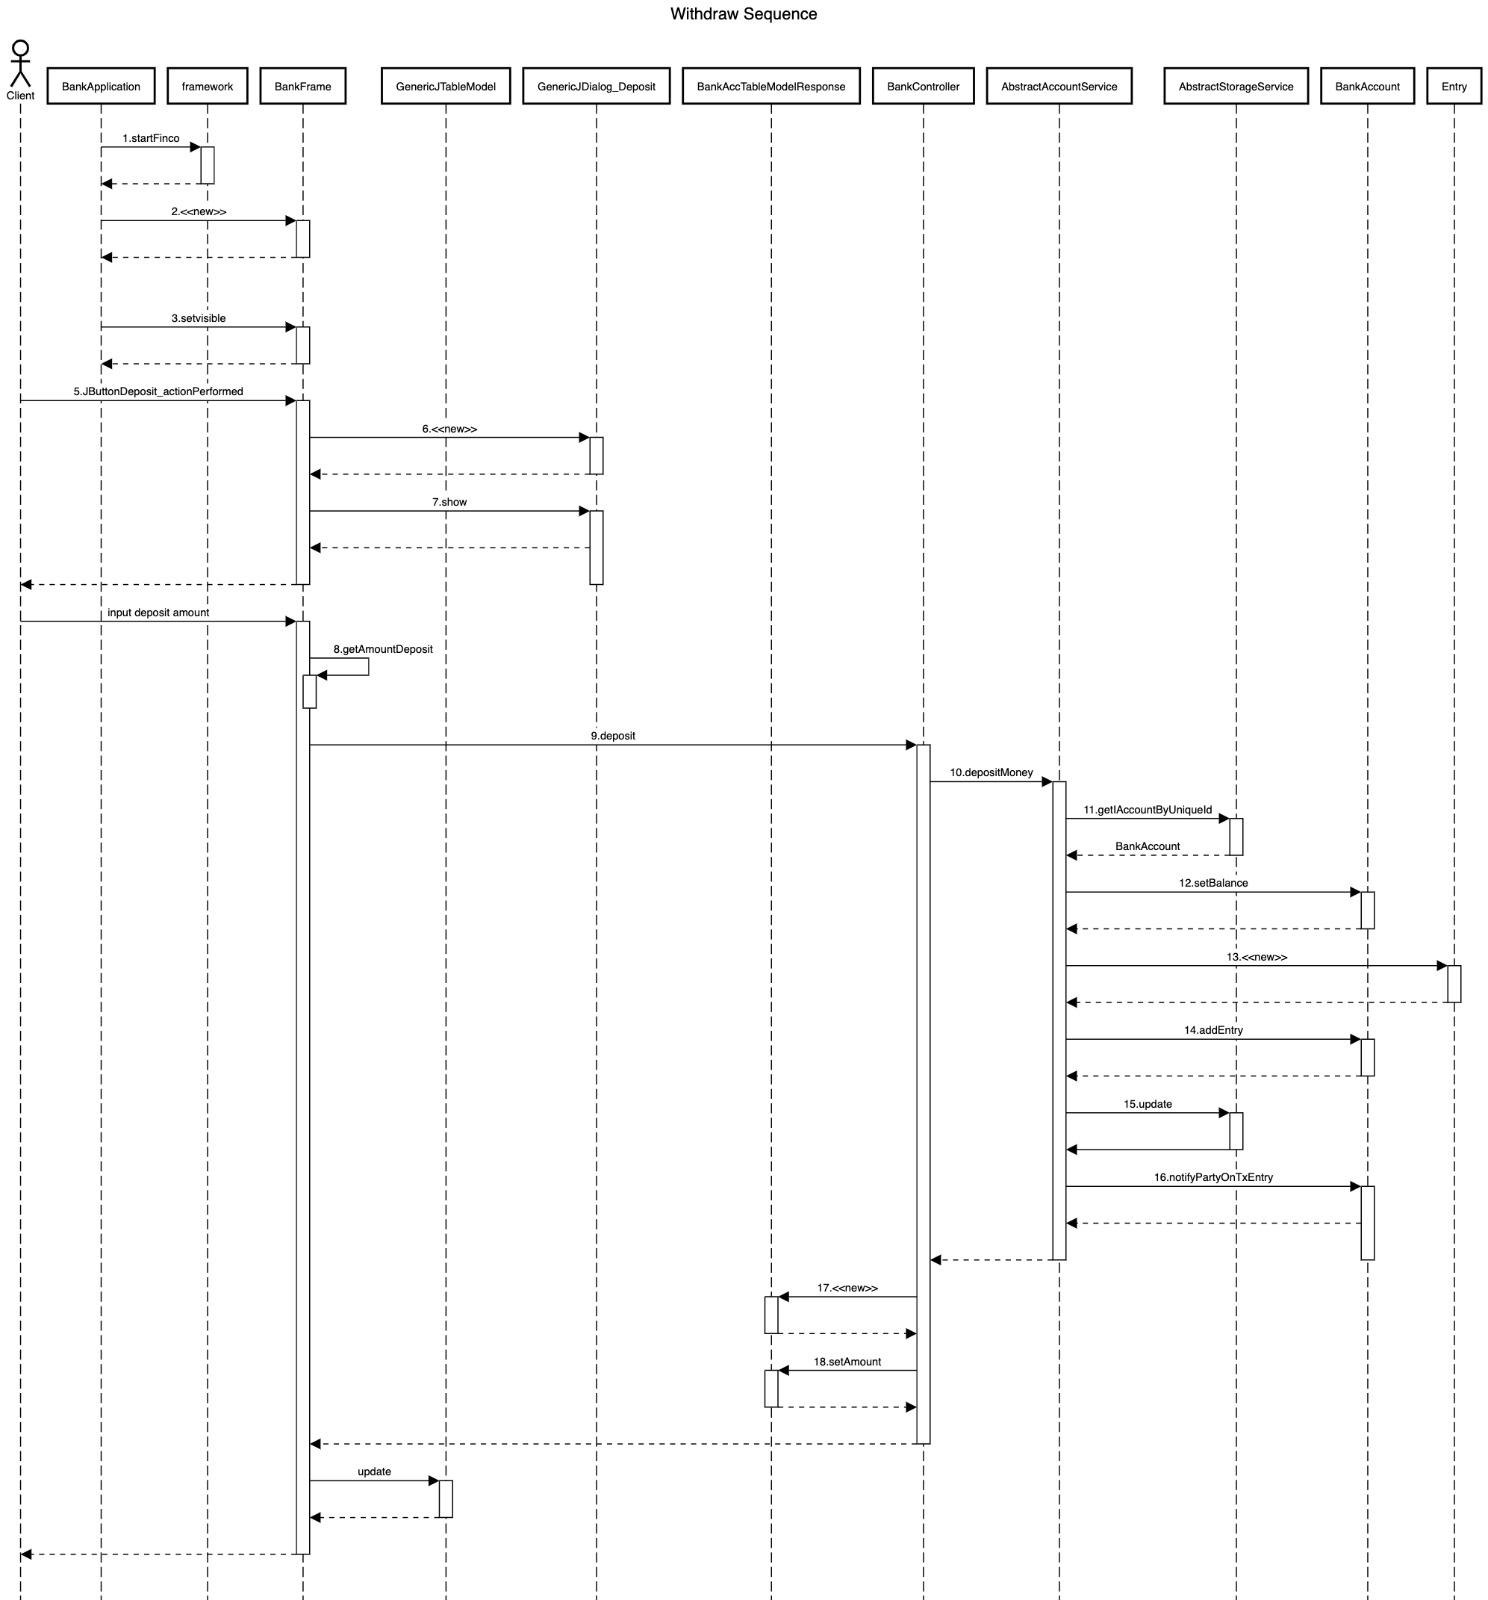 Withdraw Sequence
Client
BankApplication
framework
BankFrame
GenericJTableModel
GenericJDialog_Deposit
BankAccTableModelResponse
BankController
AbstractAccountService
AbstractStorageService
BankAccount
Entry
1.startFinco
2.<<new>>
3.setvisible
5.JButtonDeposit_actionPerformed
6.<<new>>
7.show
input deposit amount
8.getAmountDeposit
9.deposit
10.depositMoney
11.getIAccountByUniqueId
BankAccount
12.setBalance
13.<<new>>
14.addEntry
15.update
16.notifyPartyOnTxEntry
17.<<new>>
18.setAmount
update